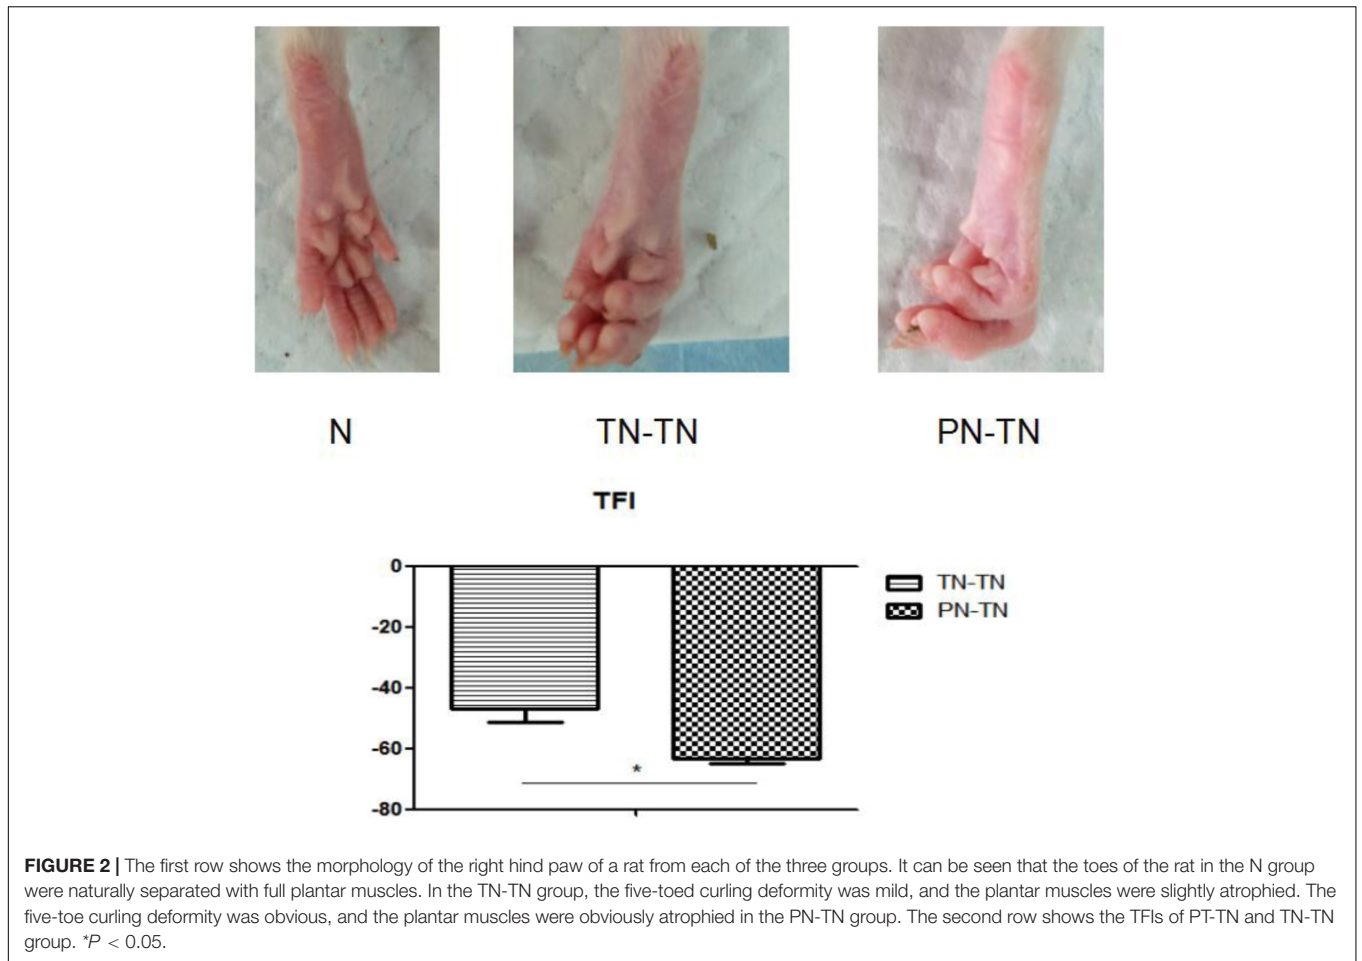 N
TN-TN
PN-TN
TFI
0
-20
-40
-60
-80
*
TN-TN
PN-TN
FIGURE 2 | The first row shows the morphology of the right hind paw of a rat from each of the three groups. It can be seen that the toes of the rat in the N group
were naturally separated with full plantar muscles. In the TN-TN group, the five-toed curling deformity was mild, and the plantar muscles were slightly atrophied. The
five-toe curling deformity was obvious, and the plantar muscles were obviously atrophied in the PN-TN group. The second row shows the TFIs of PT-TN and TN-TN
group. *P < 0.05.